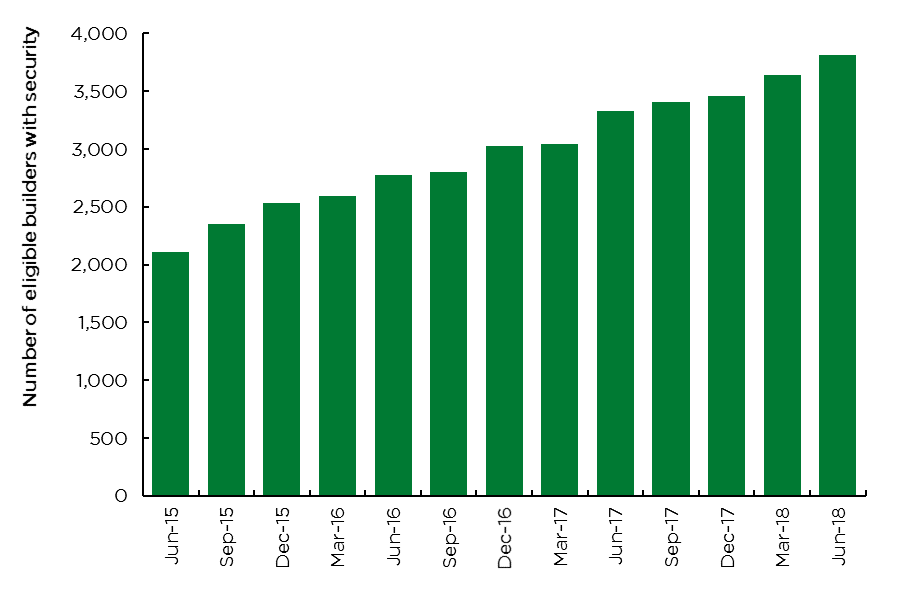 Number of eligible builders with security
4,000
3,500
3,000
2,500
2,000
1,500
1,000
500
0
Jun-15
Sep-15
Dec-15
Mar-16
Jun-16
Sep-16
Dec-16
Mar-17
Jun-17
Sep-17
Dec-17
Mar-18
Jun-18